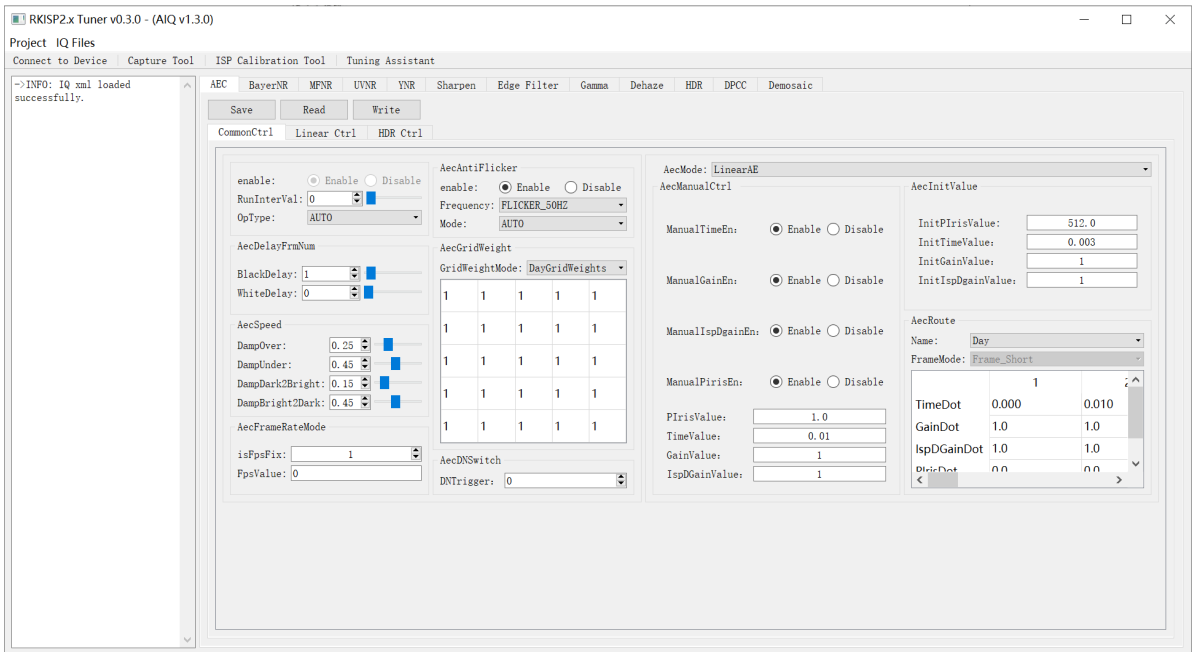 RKISP2.x Tuner v0.3.0 - (AIQ v1.3.0)
Project IQ Files
Connect to Device Capture Tool ISP Calibration Tool Tuning Assistant
->INFO: IQ xml loaded
successfully.
AEC BayerNR MFNR UVNR YNR Sharpen Edge Filter Gamma Dehaze HDR DPCC Demosaic
Save Read Write
CommonCtrl Linear Ctrl HDR Ctrl
enable: Enable Disable
RunInterVal: 0
OpType: AUTO
AecDelayFrmNum
BlackDelay: 1
WhiteDelay: 0
AecSpeed
DampOver: 0.25
DampUnder: 0.45
DampDark2Bright: 0.15
DampBright2Dark: 0.45
AecFrameRateMode
isFpsFix: 1
FpsValue: 0
AecAntiFlicker
enable: Enable Disable
Frequency: FLICKER_50HZ
Mode: AUTO
AecGridWeight
GridWeightMode: DayGridWeights
1 1 1 1 1
1 1 1 1 1
1 1 1 1 1
1 1 1 1 1
1 1 1 1 1
AecDNSwitch
DNTrigger: 0
AecMode: LinearAE
AecManualCtrl
ManualTimeEn: Enable Disable
ManualGainEn: Enable Disable
ManualIspDgainEn: Enable Disable
ManualPirisEn: Enable Disable
PIrisValue: 1.0
TimeValue: 0.01
GainValue: 1
IspDGainValue: 1
AecInitValue
InitPIrisValue: 512.0
InitTimeValue: 0.003
InitGainValue: 1
InitIspDgainValue: 1
AecRoute
Name: Day
FrameMode: Frame_Short
1 2
TimeDot 0.000 0.010
GainDot 1.0 1.0
IspDGainDot 1.0 1.0
PIrisDot 0.0 0.0